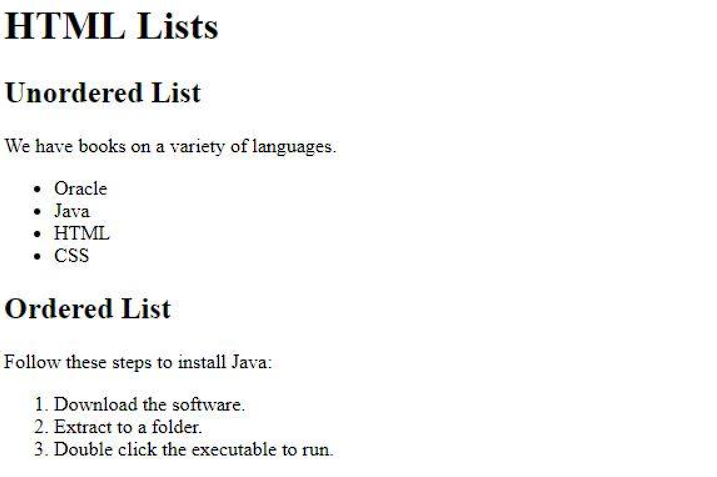 HTML Lists
Unordered List
We have books on a variety of languages.
• Oracle
• Java
• HTML
• CSS
Ordered List
Follow these steps to install Java:
1. Download the software.
2. Extract to a folder.
3. Double click the executable to run.